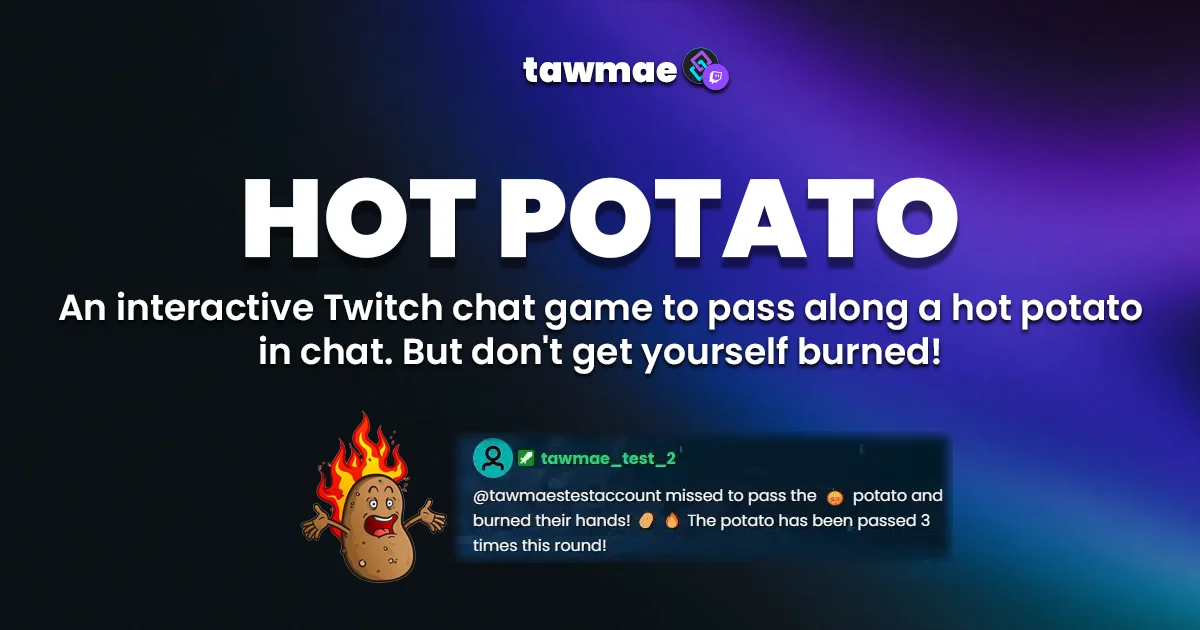 tawmae
HOT POTATO
An interactive Twitch chat game to pass along a hot potato
in chat. But don't get yourself burned!
tawmae_test_2
@tawmaestestaccount missed to pass the 🥵 potato and
burned their hands! 🥔 🔥 The potato has been passed 3
times this round!